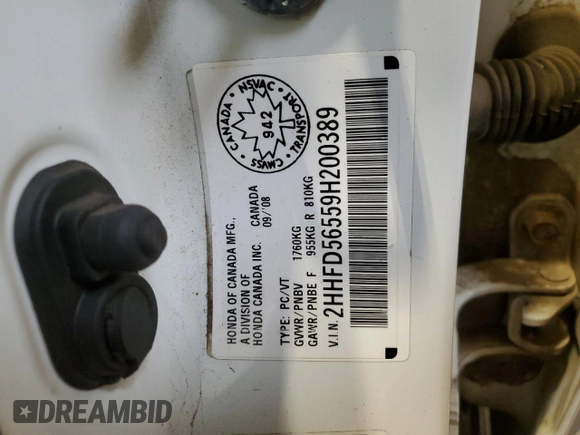 HONDA OF CANADA MFG.,
A DIVISION OF
HONDA CANADA INC. CANADA
09/'08
TYPE: PC/VT
GVWR/PNBV 1760KG
GAWR/PNBE F 955KG R 810KG
V.I.N. 2HHFD56559H200389
CANADA NSVAC TRANSPORT CMVSS
942
DREAMBID